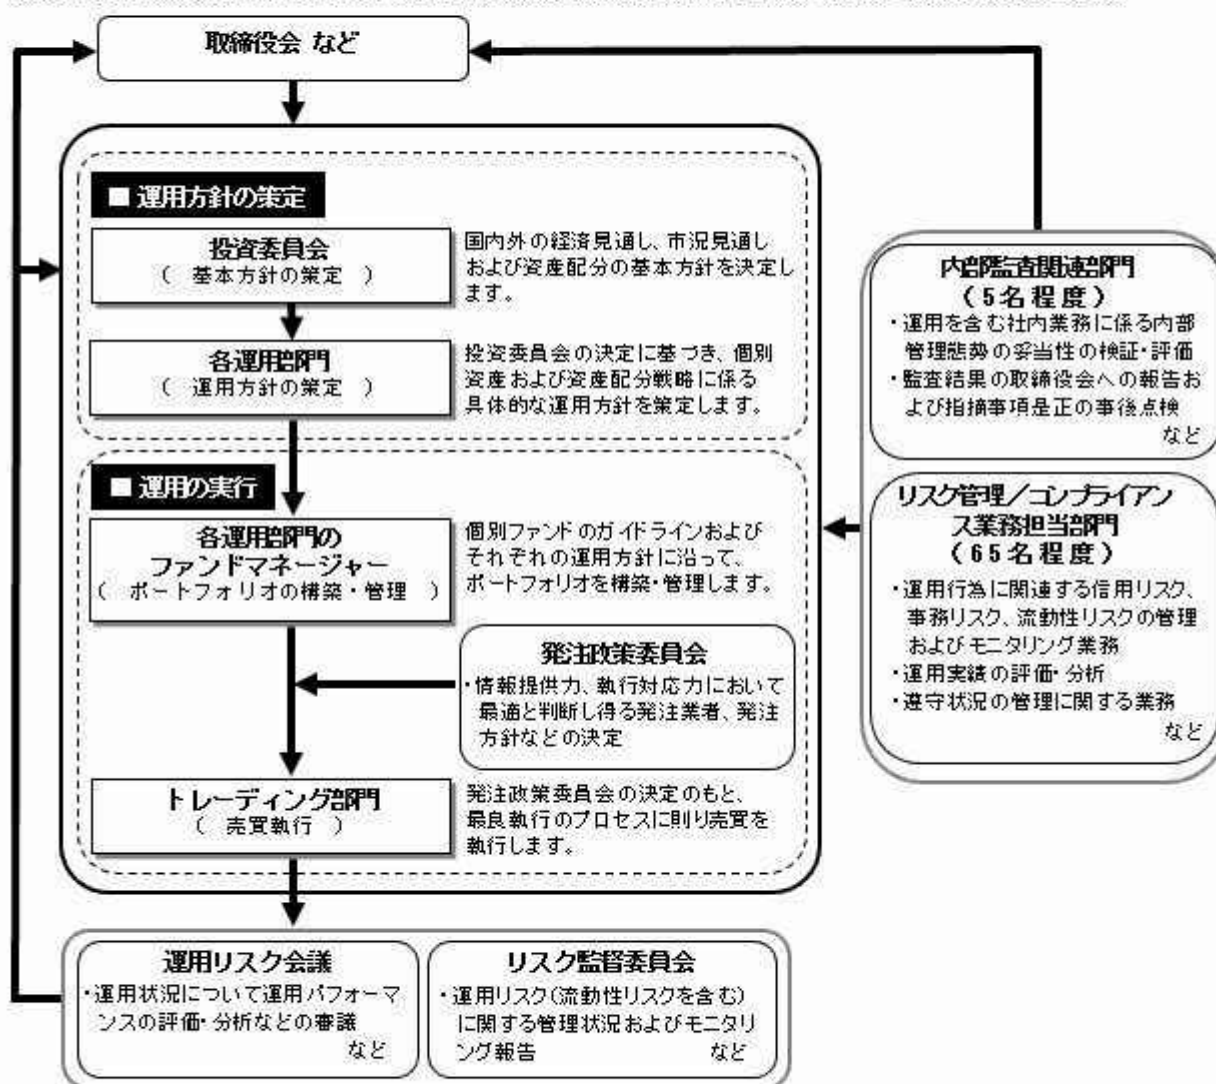 取締役会 など
■ 運用方針の策定
投資委員会
( 基本方針の策定 )
国内外の経済見通し、市況見通し
および資産配分の基本方針を決定し
ます。
各運用部門
( 運用方針の策定 )
投資委員会の決定に基づき、個別
資産および資産配分戦略に係る
具体的な運用方針を策定します。
■ 運用の実行
各運用部門の
ファンドマネージャー
( ポートフォリオの構築・管理 )
個別ファンドのガイドラインおよび
それぞれの運用方針に沿って、
ポートフォリオを構築・管理します。
発注政策委員会
・情報提供力、執行対応力において
最適と判断し得る発注業者、発注
方針などの決定
トレーディング部門
( 売買執行 )
発注政策委員会の決定のもと、
最良執行のプロセスに則り売買を
執行します。
運用リスク会議
・運用状況について運用パフォーマ
ンスの評価・分析などの審議
など
リスク監督委員会
・運用リスク(流動性リスクを含む)
に関する管理状況およびモニタリ
ング報告 など
内部監査関連部門
(5名程度)
・運用を含む社内業務に係る内部
管理態勢の妥当性の検証・評価
・監査結果の取締役会への報告お
よび指摘事項是正の事後点検
など
リスク管理/コンプライアン
ス業務担当部門
(65名程度)
・運用行為に関連する信用リスク、
事務リスク、流動性リスクの管理
およびモニタリング業務
・運用実績の評価・分析
・遵守状況の管理に関する業務
など